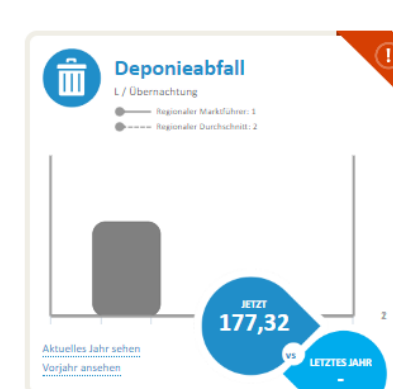 !
Deponieabfall
L / Übernachtung
Regionaler Marktführer: 1
Regionaler Durchschnitt: 2
2
JETZT
177,32
vs
LETZTES JAHR
-
Aktuelles Jahr sehen
Vorjahr ansehen